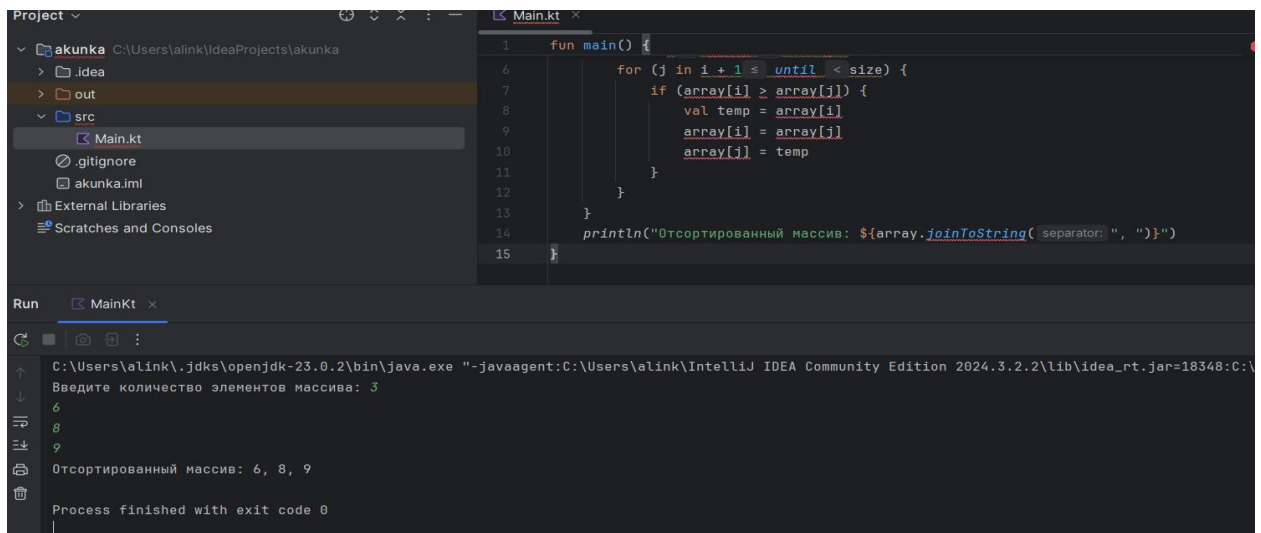 Project
Main.kt
akunka C:\Users\alink\IdeaProjects\akunka
.idea
out
src
Main.kt
.gitignore
akunka.iml
External Libraries
Scratches and Consoles
1 fun main() {
6 for (j in i + 1 ≤ until < size) {
7 if (array[i] > array[j]) {
8 val temp = array[i]
9 array[i] = array[j]
10 array[j] = temp
11 }
12 }
13 }
14 println("Отсортированный массив: ${array.joinToString( separator: ", ")}")
15 }
Run MainKt
C:\Users\alink\.jdks\openjdk-23.0.2\bin\java.exe "-javaagent:C:\Users\alink\IntelliJ IDEA Community Edition 2024.3.2.2\lib\idea_rt.jar=18348:C:\
Введите количество элементов массива: 3
6
8
9
Отсортированный массив: 6, 8, 9
Process finished with exit code 0